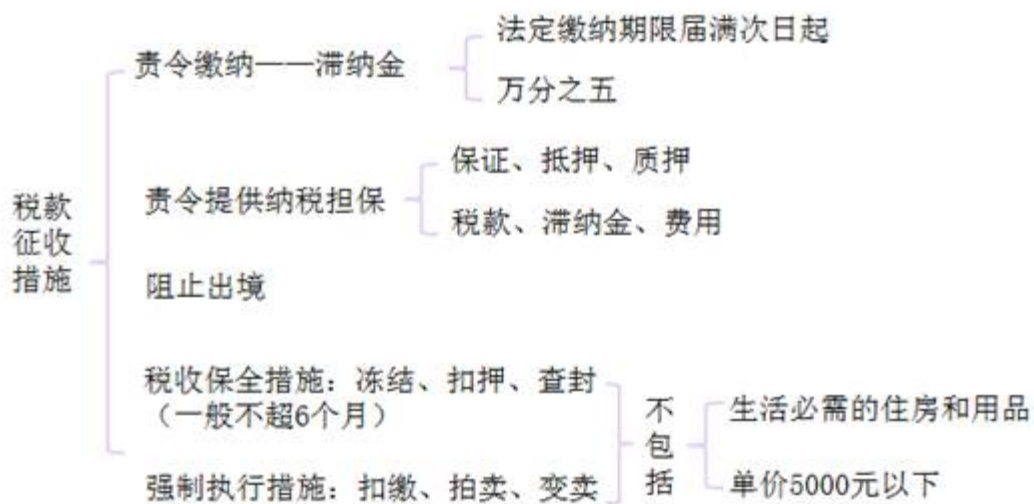 税款
征收
措施
责令缴纳——滞纳金
法定缴纳期限届满次日起
万分之五
责令提供纳税担保
保证、抵押、质押
税款、滞纳金、费用
阻止出境
税收保全措施：冻结、扣押、查封
（一般不超6个月）
强制执行措施：扣缴、拍卖、变卖
不
包
括
生活必需的住房和用品
单价5000元以下